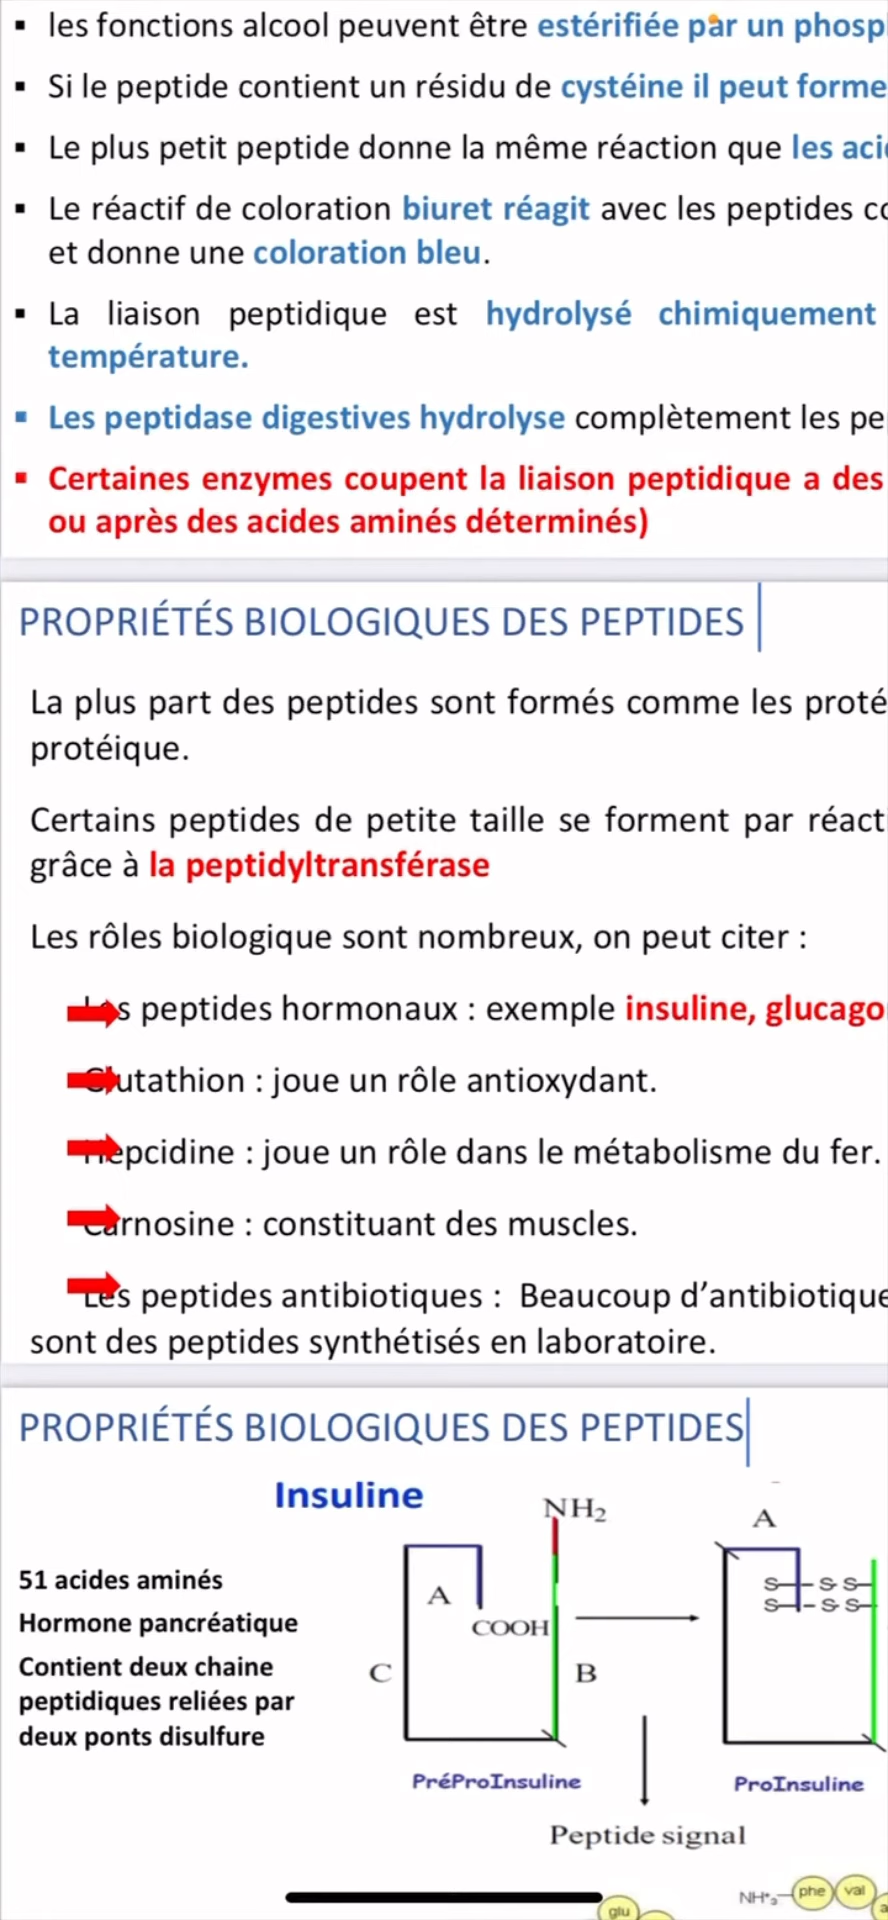 ▪ les fonctions alcool peuvent être estérifiée par un phosp
▪ Si le peptide contient un résidu de cystéine il peut forme
▪ Le plus petit peptide donne la même réaction que les aci
▪ Le réactif de coloration biuret réagit avec les peptides co
et donne une coloration bleu.
▪ La liaison peptidique est hydrolysé chimiquement
température.
▪ Les peptidase digestives hydrolyse complètement les pe
▪ Certaines enzymes coupent la liaison peptidique a des
ou après des acides aminés déterminés)
PROPRIÉTÉS BIOLOGIQUES DES PEPTIDES
La plus part des peptides sont formés comme les proté
protéique.
Certains peptides de petite taille se forment par réact
grâce à la peptidyltransférase
Les rôles biologique sont nombreux, on peut citer :
Les peptides hormonaux : exemple insuline, glucago
Glutathion : joue un rôle antioxydant.
Hepcidine : joue un rôle dans le métabolisme du fer.
Carnosine : constituant des muscles.
Les peptides antibiotiques : Beaucoup d’antibiotique
sont des peptides synthétisés en laboratoire.
PROPRIÉTÉS BIOLOGIQUES DES PEPTIDES
Insuline
NH2
A
51 acides aminés
Hormone pancréatique
Contient deux chaine
peptidiques reliées par
deux ponts disulfure
A
COOH
C
B
S-S S
S-S S
PréProInsuline
ProInsuline
Peptide signal
NH⁺3 phe val
glu